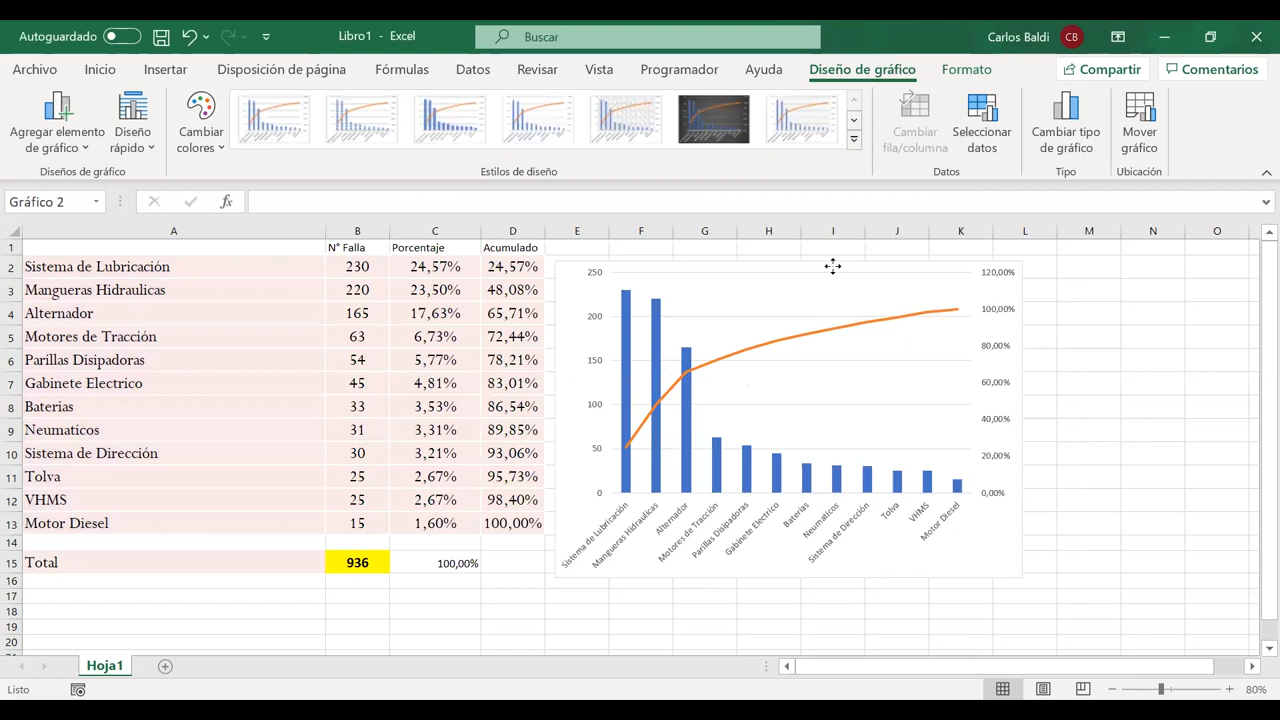 Autoguardado Libro1 - Excel Buscar Carlos Baldi CB
Archivo Inicio Insertar Disposición de página Fórmulas Datos Revisar Vista Programador Ayuda Diseño de gráfico Formato Compartir Comentarios
Agregar elemento de gráfico Diseño rápido Cambiar colores Cambiar fila/columna Seleccionar datos Cambiar tipo de gráfico Mover gráfico
Diseños de gráfico Estilos de diseño Datos Tipo Ubicación
Gráfico 2 fx
A B C D E F G H I J K L M N O
1 N° Falla Porcentaje Acumulado
2 Sistema de Lubricación 230 24,57% 24,57%
3 Mangueras Hidraulicas 220 23,50% 48,08%
4 Alternador 165 17,63% 65,71%
5 Motores de Tracción 63 6,73% 72,44%
6 Parillas Disipadoras 54 5,77% 78,21%
7 Gabinete Electrico 45 4,81% 83,01%
8 Baterias 33 3,53% 86,54%
9 Neumaticos 31 3,31% 89,85%
10 Sistema de Dirección 30 3,21% 93,06%
11 Tolva 25 2,67% 95,73%
12 VHMS 25 2,67% 98,40%
13 Motor Diesel 15 1,60% 100,00%
14
15 Total 936 100,00%
16
17
18
19
20
250 120,00%
200 100,00%
150 80,00%
100 60,00%
50 40,00%
0 20,00%
0,00%
Sistema de Lubricación Mangueras Hidraulicas Alternador Motores de Tracción Parillas Disipadoras Gabinete Electrico Baterias Neumaticos Sistema de Dirección Tolva VHMS Motor Diesel
Hoja1
Listo 80%